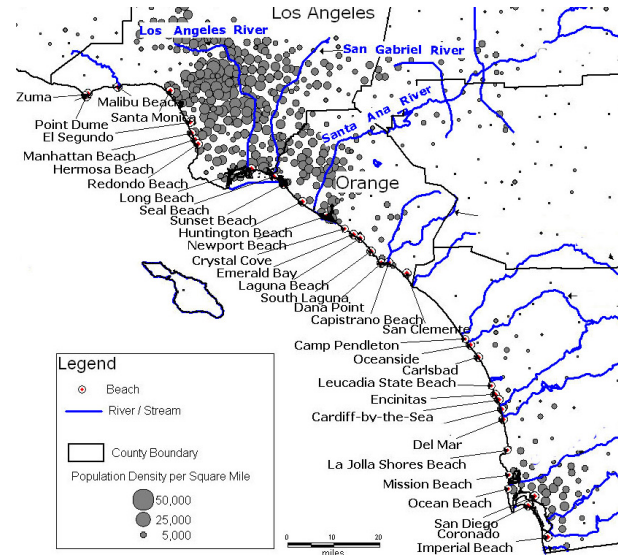 Los Angeles
Los Angeles River
San Gabriel River
Zuma
Malibu Beach
Santa Monica
Point Dume
El Segundo
Santa Ana River
Manhattan Beach
Hermosa Beach
Redondo Beach
Long Beach
Orange
Seal Beach
Sunset Beach
Huntington Beach
Newport Beach
Crystal Cove
Emerald Bay
Laguna Beach
South Laguna
Dana Point
Capistrano Beach
San Clemente
Camp Pendleton
Oceanside
Carlsbad
Leucadia State Beach
Encinitas
Cardiff-by-the-Sea
Del Mar
La Jolla Shores Beach
Mission Beach
Ocean Beach
San Diego
Coronado
Imperial Beach
Legend
Beach
River / Stream
County Boundary
Population Density per Square Mile
50,000
25,000
5,000
0 10 20 40
miles